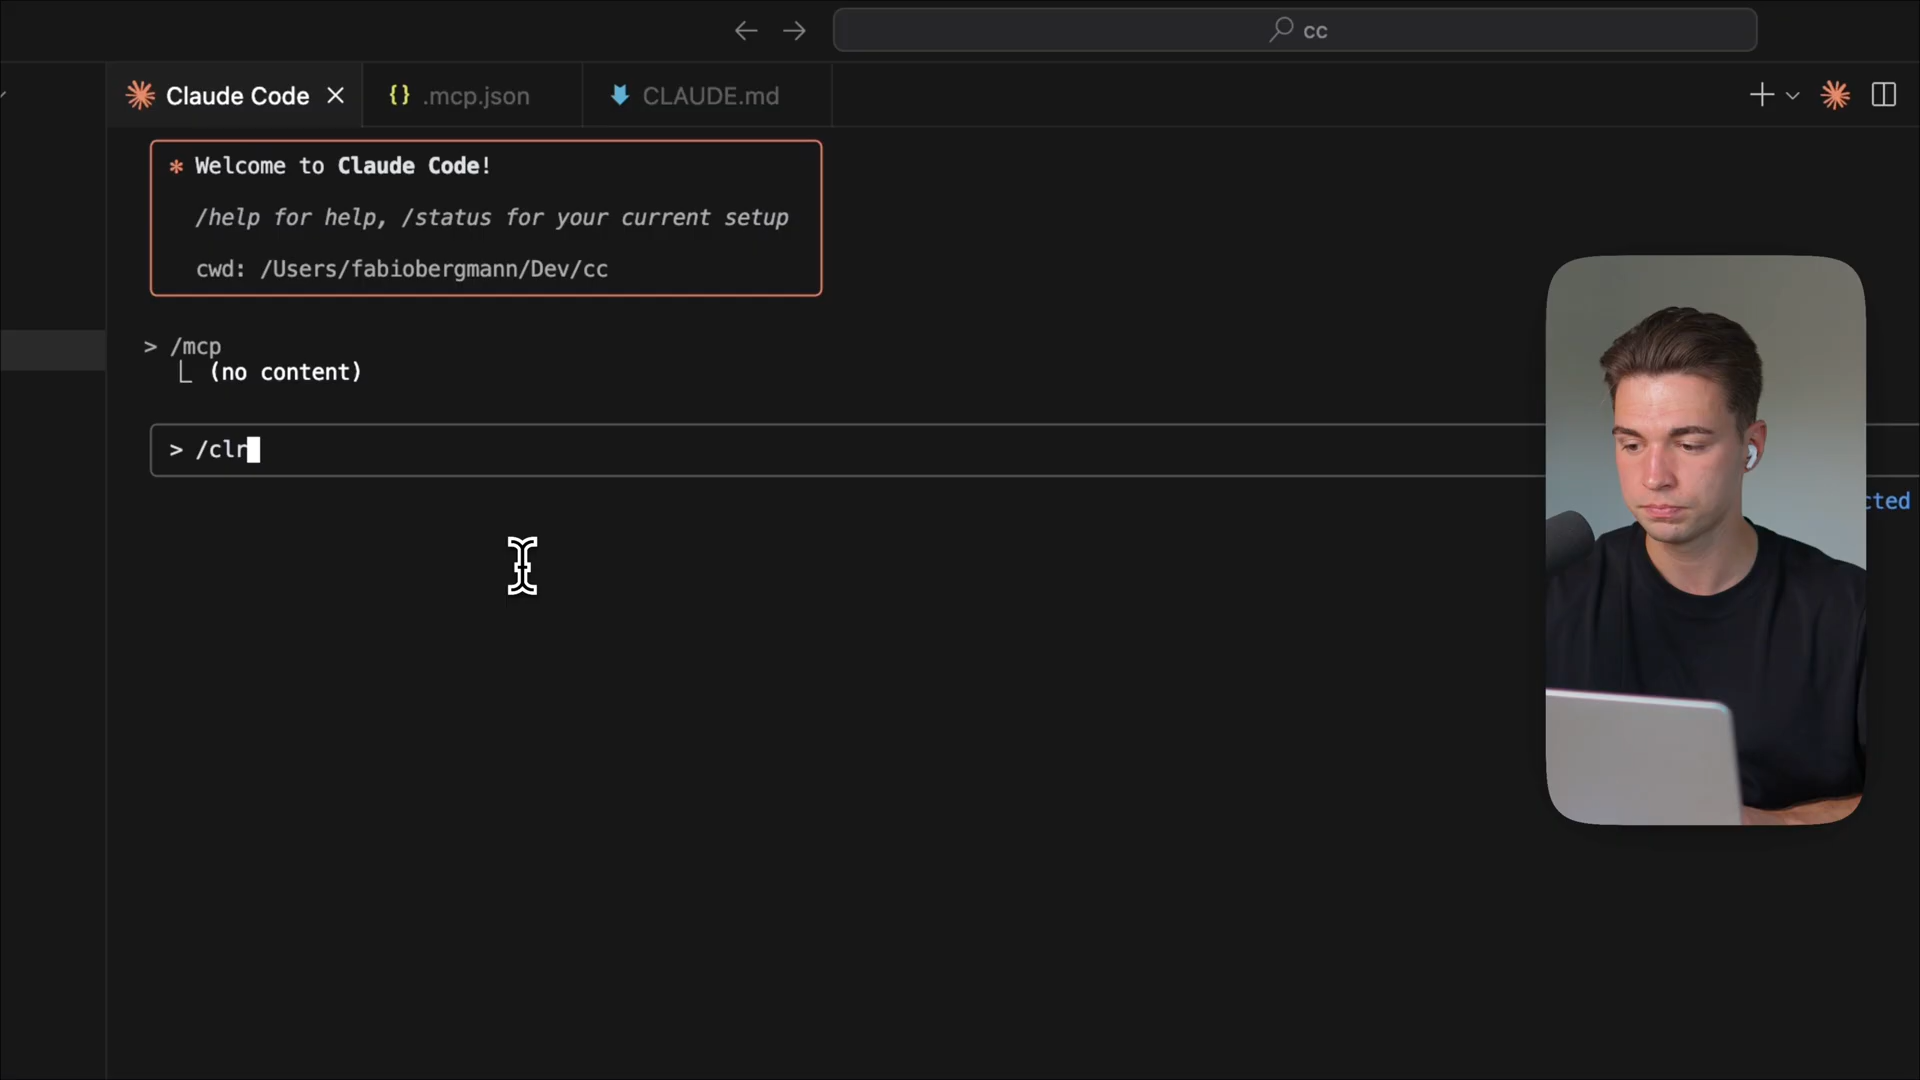 cc
Claude Code
{} .mcp.json
CLAUDE.md
* Welcome to Claude Code!
/help for help, /status for your current setup
cwd: /Users/fabiobergmann/Dev/cc
> /mcp
(no content)
> /clr
cted